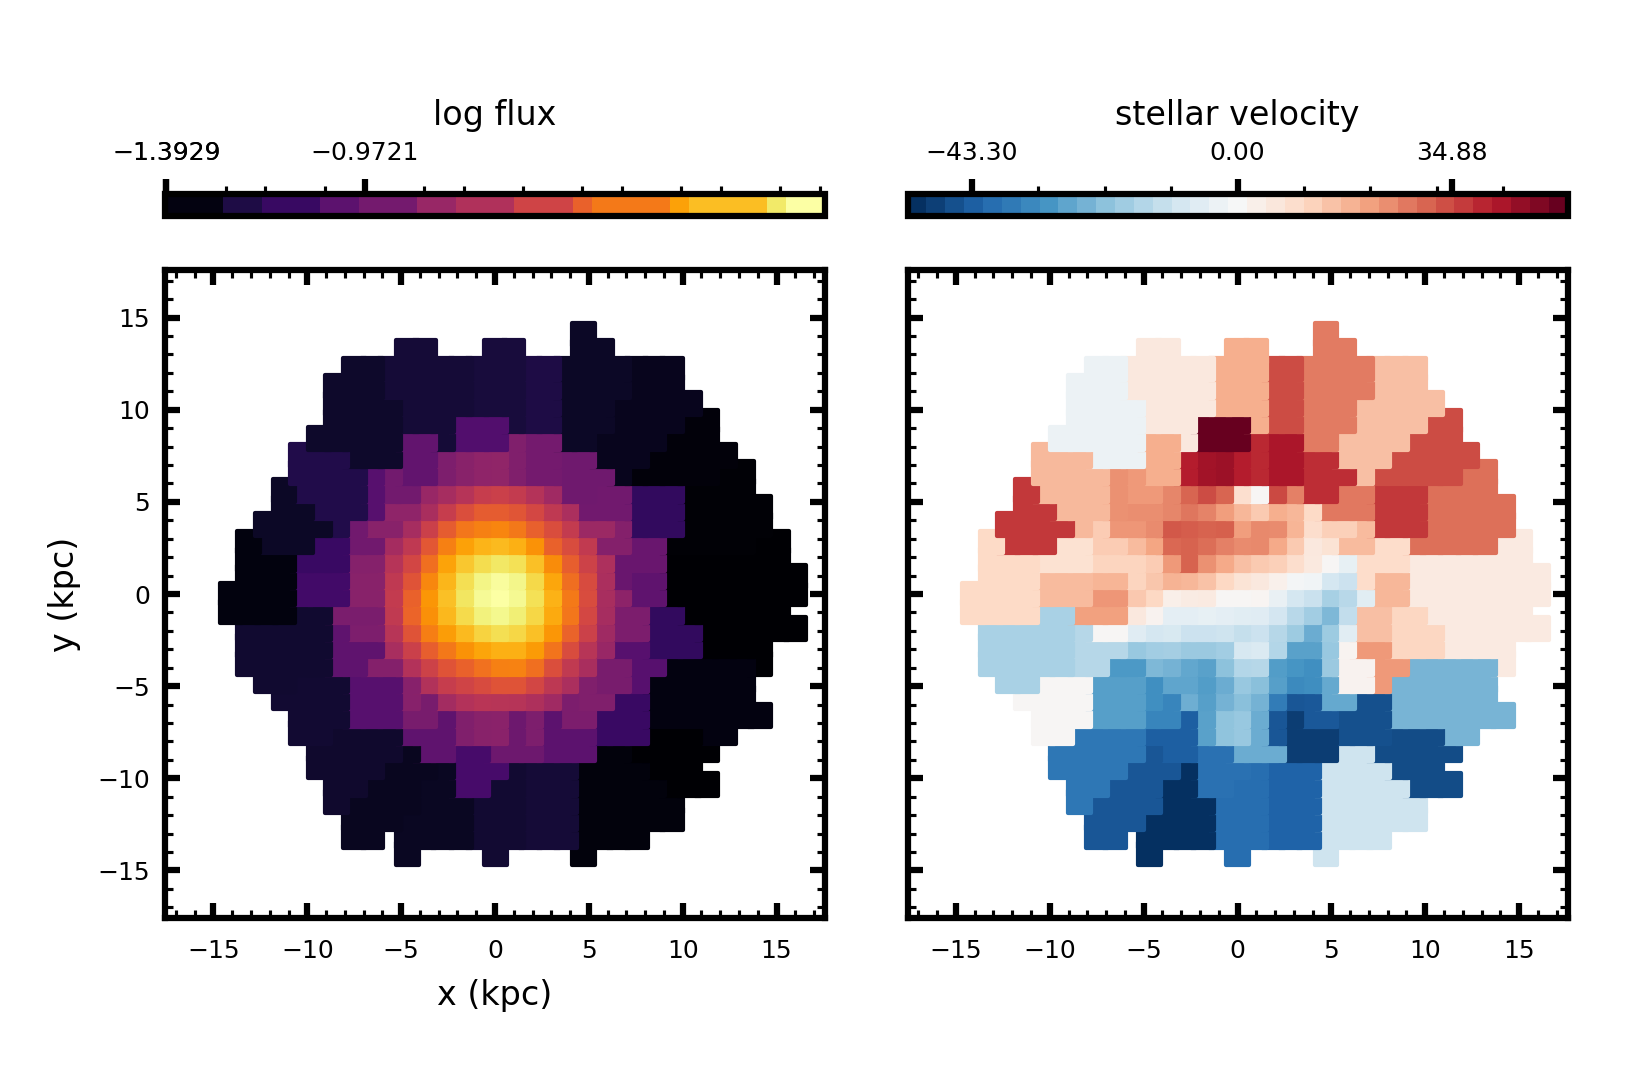 log flux
stellar velocity
−1.3929 −0.9721
−43.30 0.00 34.88
15
10
5
0
−5
−10
−15
y (kpc)
−15 −10 −5 0 5 10 15
−15 −10 −5 0 5 10 15
x (kpc)